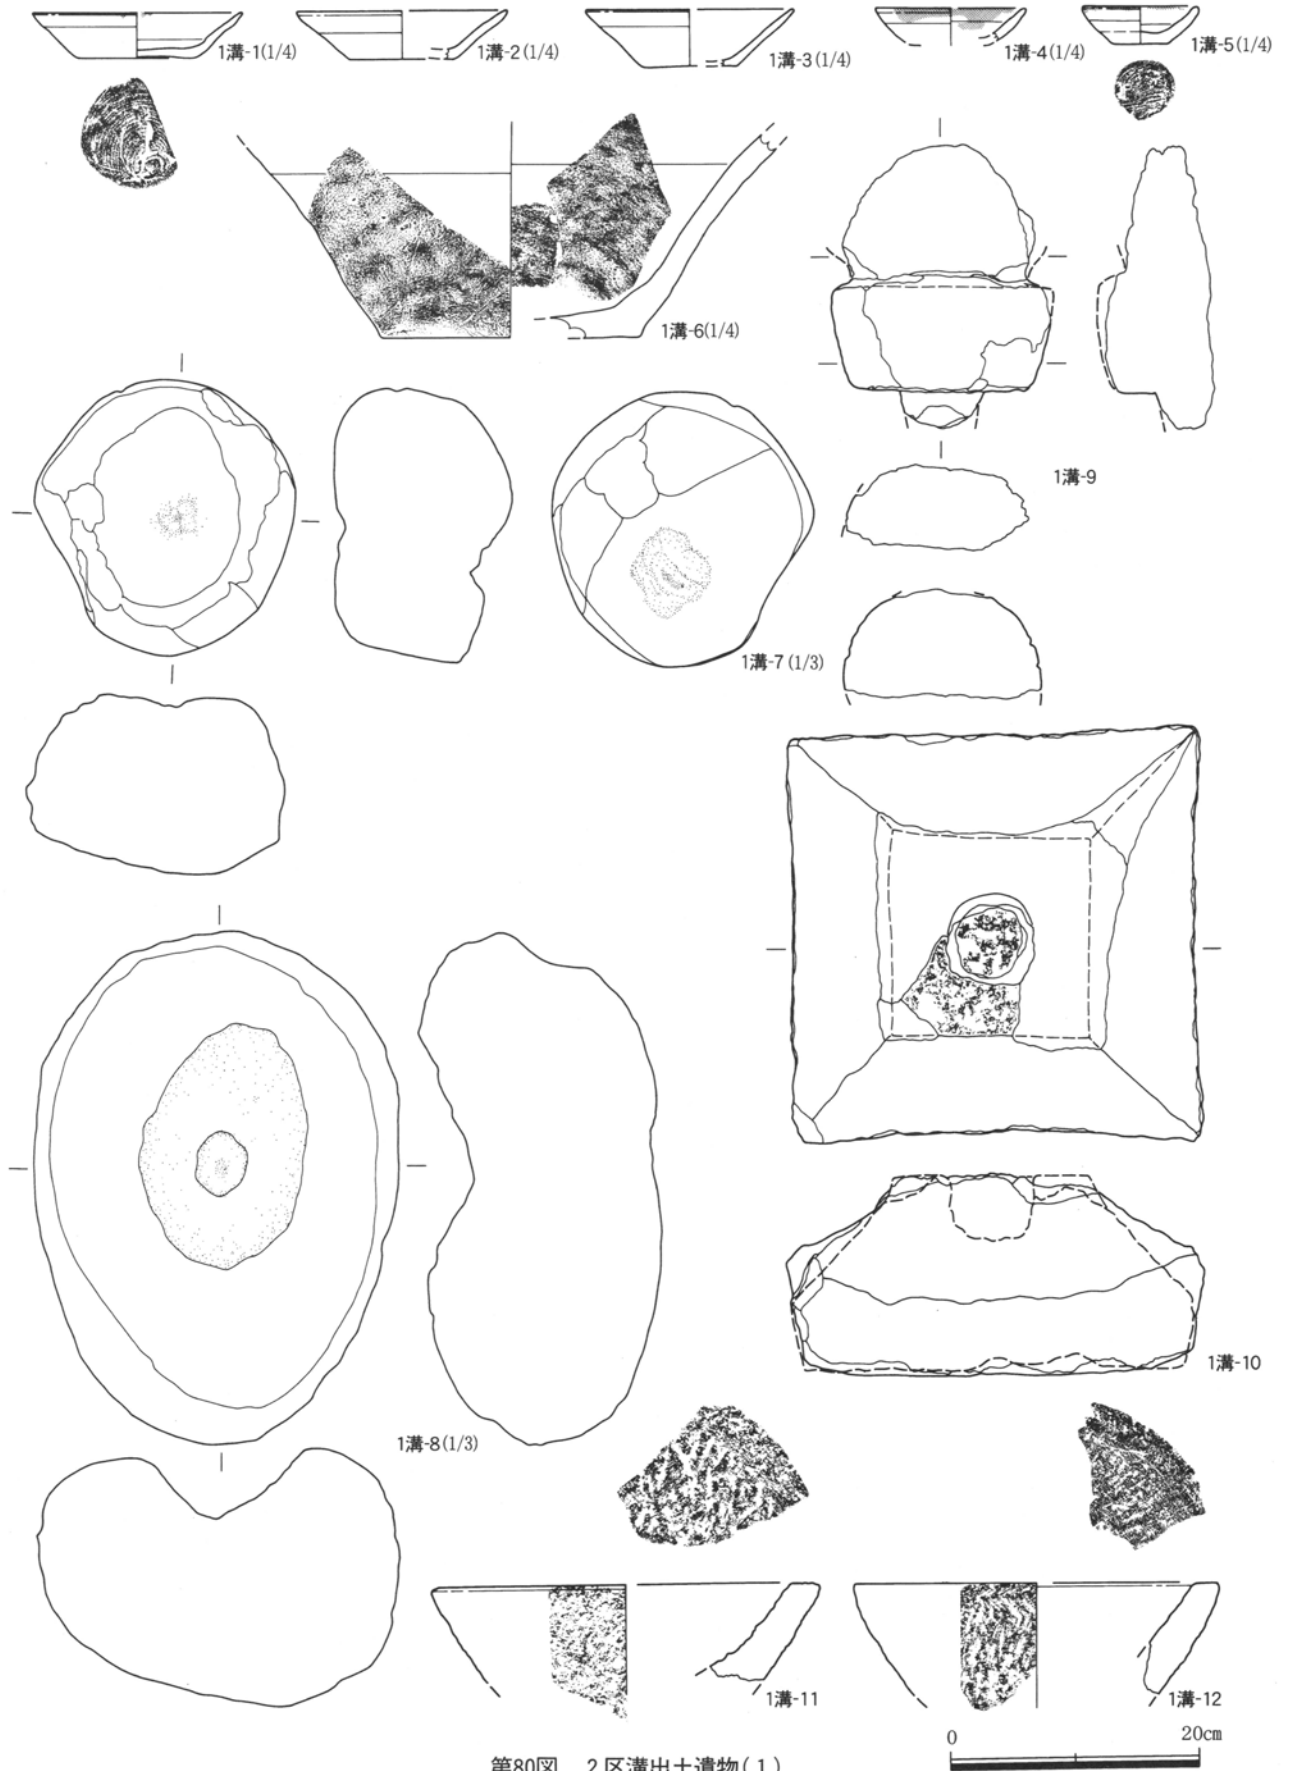 1溝-1(1/4)
1溝-2(1/4)
1溝-3(1/4)
1溝-4(1/4)
1溝-5(1/4)
1溝-6(1/4)
1溝-9
1溝-7(1/3)
1溝-10
1溝-8(1/3)
1溝-11
1溝-12
0 20cm
第80図 2区溝出土遺物(1)